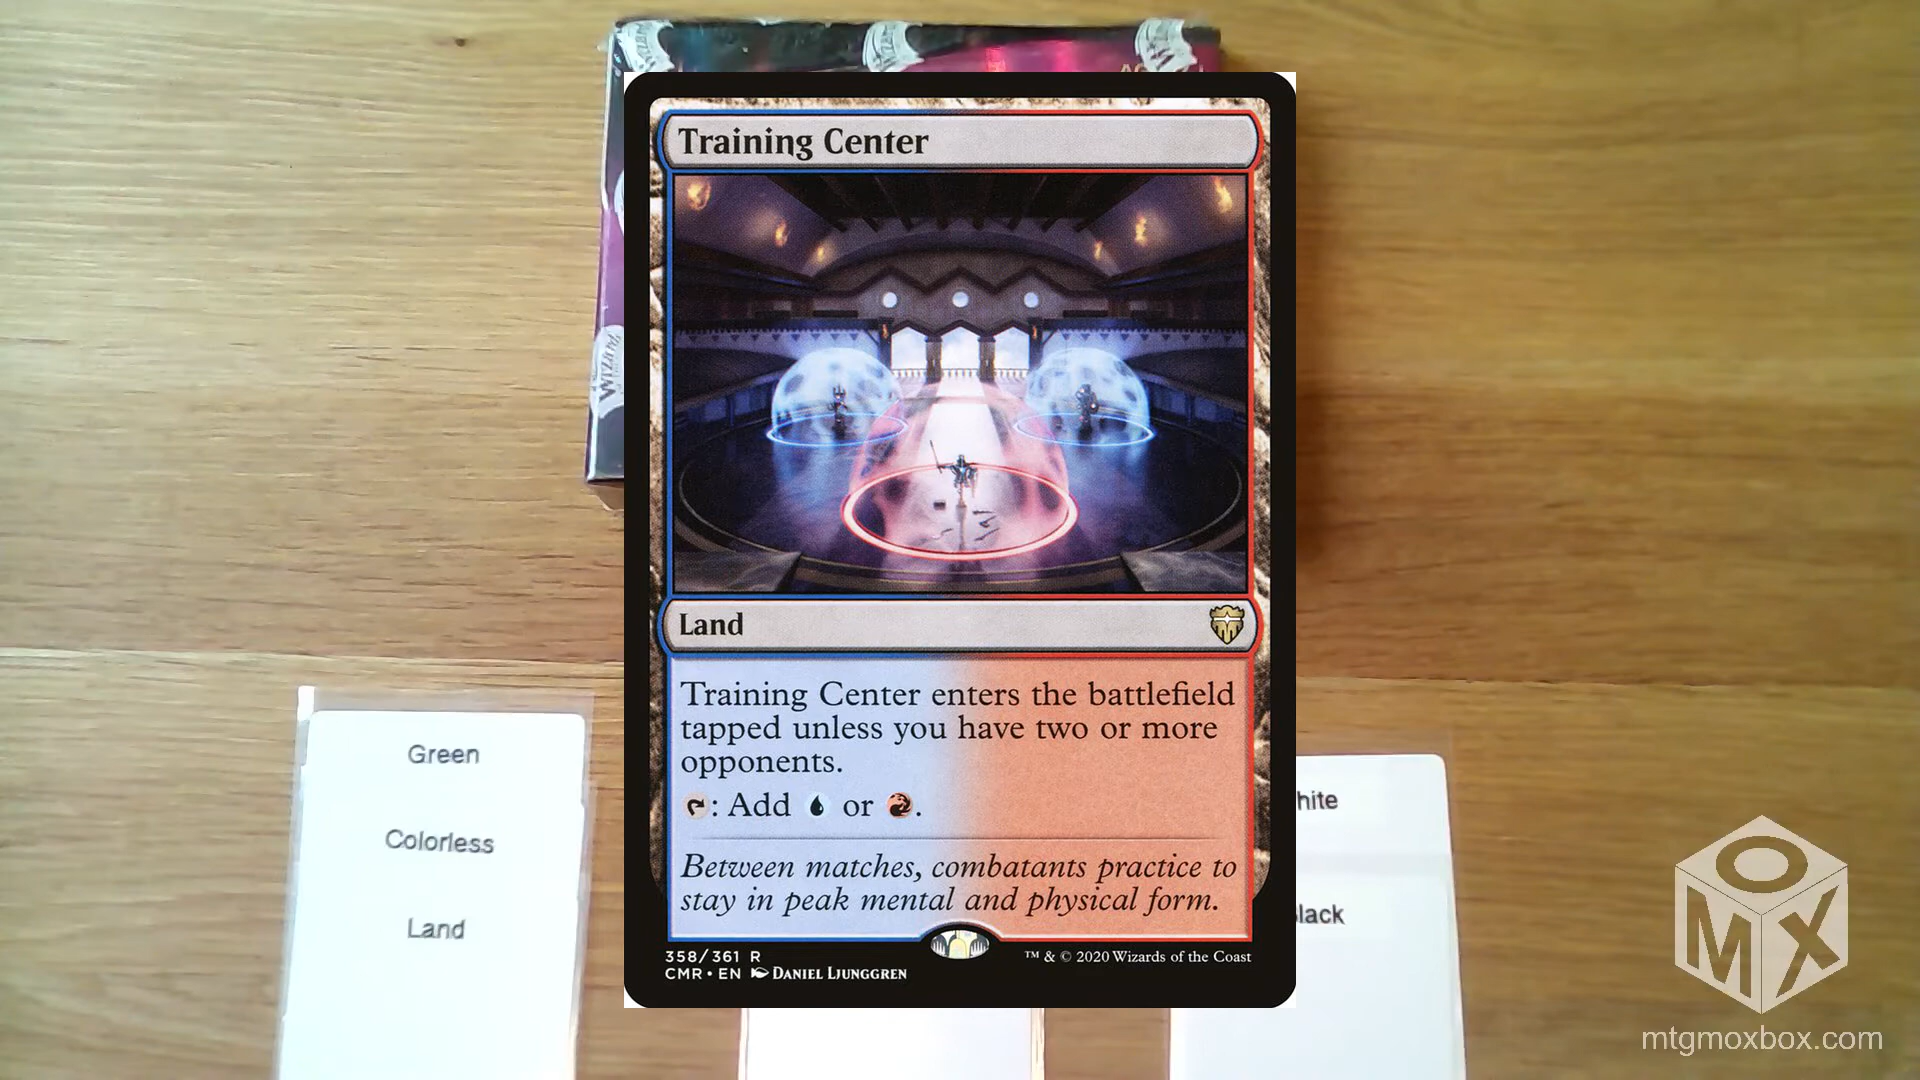 Training Center
Land
Training Center enters the battlefield
tapped unless you have two or more
opponents.
: Add or .
Between matches, combatants practice to
stay in peak mental and physical form.
358/361 R
CMR • EN Daniel Ljunggren
™ & © 2020 Wizards of the Coast
Green
Colorless
Land
hite
lack
MOX
mtgmoxbox.com